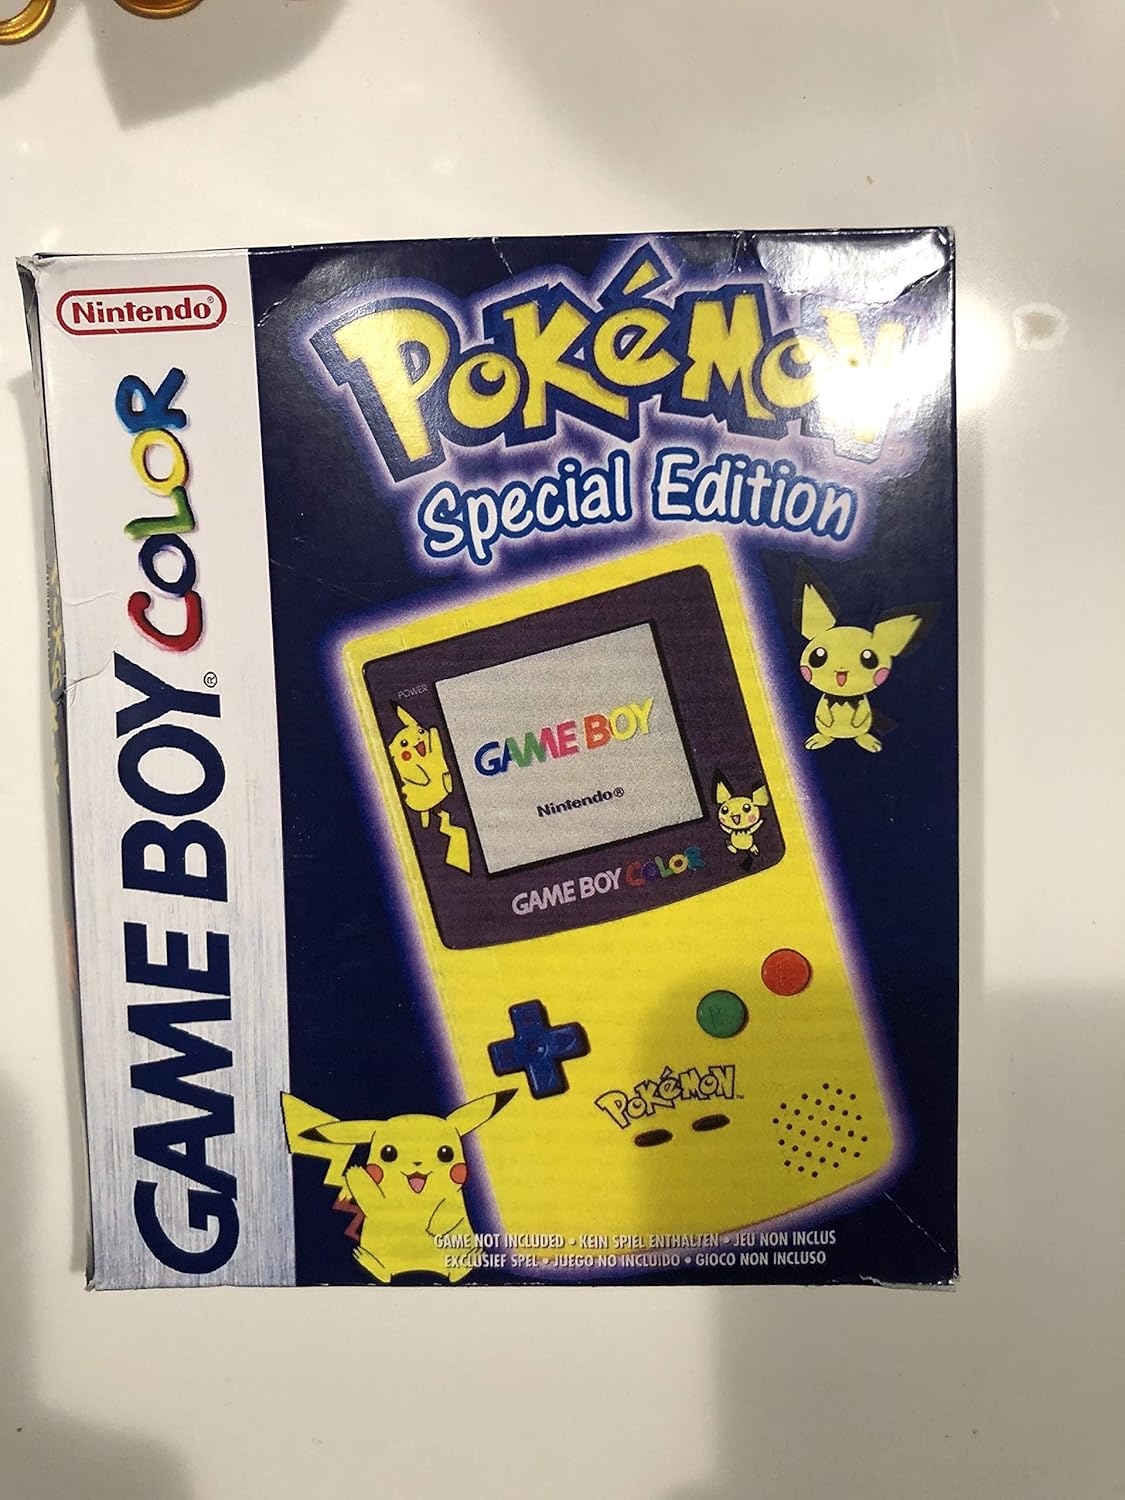 Nintendo®
GAME BOY® COLOR
POKéMON
Special Edition
POWER
GAME BOY
Nintendo®
GAME BOY COLOR
POKéMON™
GAME NOT INCLUDED • KEIN SPIEL ENTHALTEN • JEU NON INCLUS
EXCLUSIEF SPEL • JUEGO NO INCLUIDO • GIOCO NON INCLUSO